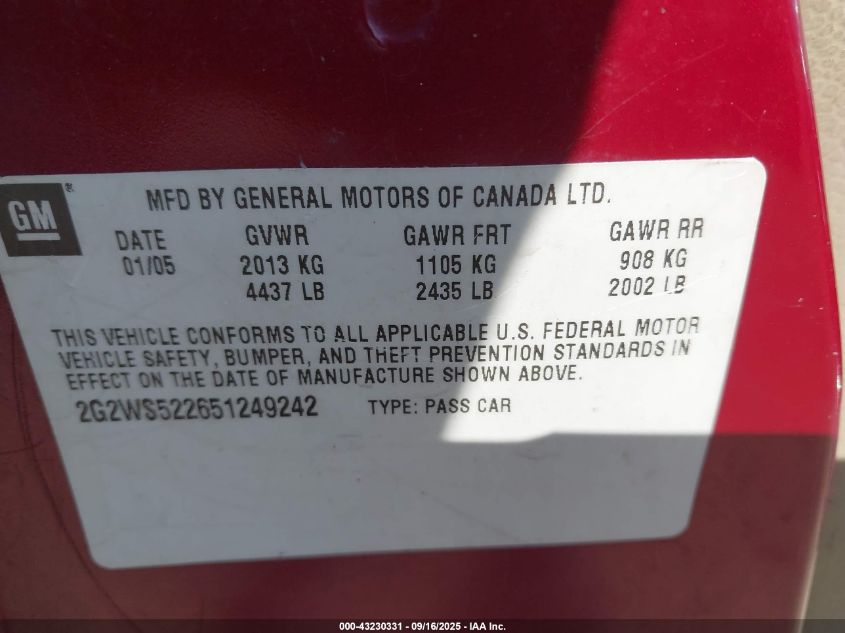 GM®
MFD BY GENERAL MOTORS OF CANADA LTD.
DATE GVWR GAWR FRT GAWR RR
01/05 2013 KG 1105 KG 908 KG
4437 LB 2435 LB 2002 LB
THIS VEHICLE CONFORMS TO ALL APPLICABLE U.S. FEDERAL MOTOR
VEHICLE SAFETY, BUMPER, AND THEFT PREVENTION STANDARDS IN
EFFECT ON THE DATE OF MANUFACTURE SHOWN ABOVE.
2G2WS522651249242 TYPE: PASS CAR
000-43230331 - 09/16/2025 - IAA Inc.